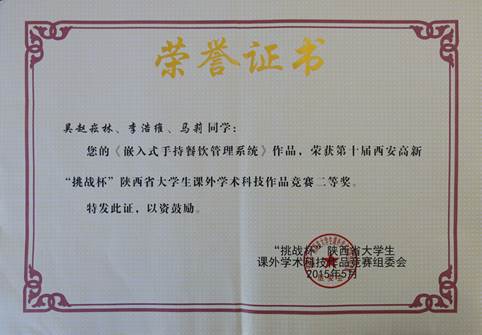 荣誉证书
吴赵崧林、李浩维、马莉同学：
您的《嵌入式手持餐饮管理系统》作品，荣获第十届西安高新
“挑战杯”陕西省大学生课外学术科技作品竞赛二等奖。
特发此证，以资鼓励。
“挑战杯”陕西省大学生
课外学术科技作品竞赛组委会
2015年5月